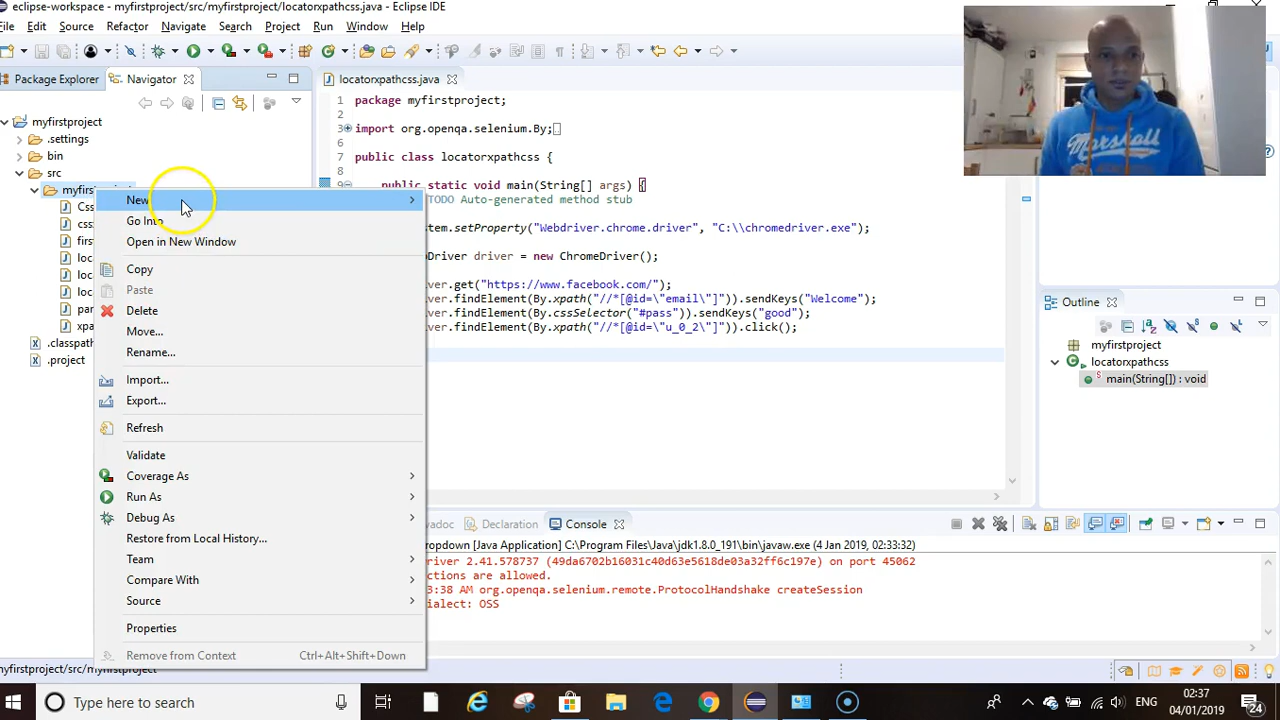 eclipse-workspace - myfirstproject/src/myfirstproject/locatorxpathcss.java - Eclipse IDE
File Edit Source Refactor Navigate Search Project Run Window Help
Package Explorer Navigator locatorxpathcss.java
myfirstproject
.settings
bin
src
.project
New
Go Into
Open in New Window
Copy
Paste
Delete
Move...
Rename...
Import...
Export...
Refresh
Validate
Coverage As
Run As
Debug As
Restore from Local History...
Team
Compare With
Source
Properties
Remove from Context Ctrl+Alt+Shift+Down
1 package myfirstproject;
2
3 import org.openqa.selenium.By;
6
7 public class locatorxpathcss {
8
9 public static void main(String[] args) {
TODO Auto-generated method stub
stem.setProperty("Webdriver.chrome.driver", "C:\\chromedriver.exe");
Driver driver = new ChromeDriver();
ver.get("https://www.facebook.com/");
ver.findElement(By.xpath("//*[@id=\"email\"]")).sendKeys("Welcome");
ver.findElement(By.cssSelector("#pass")).sendKeys("good");
ver.findElement(By.xpath("//*[@id=\"u_0_2\"]")).click();
Marshall
Outline
myfirstproject
locatorxpathcss
main(String[]) : void
avadoc Declaration Console
ropdown [Java Application] C:\Program Files\Java\jdk1.8.0_191\bin\javaw.exe (4 Jan 2019, 02:33:32)
river 2.41.578737 (49da6702b16031c40d63e5618de03a32ff6c197e) on port 45062
ctions are allowed.
3:38 AM org.openqa.selenium.remote.ProtocolHandshake createSession
ialect: OSS
myfirstproject/src/myfirstproject
Type here to search
ENG
02:37
04/01/2019
24